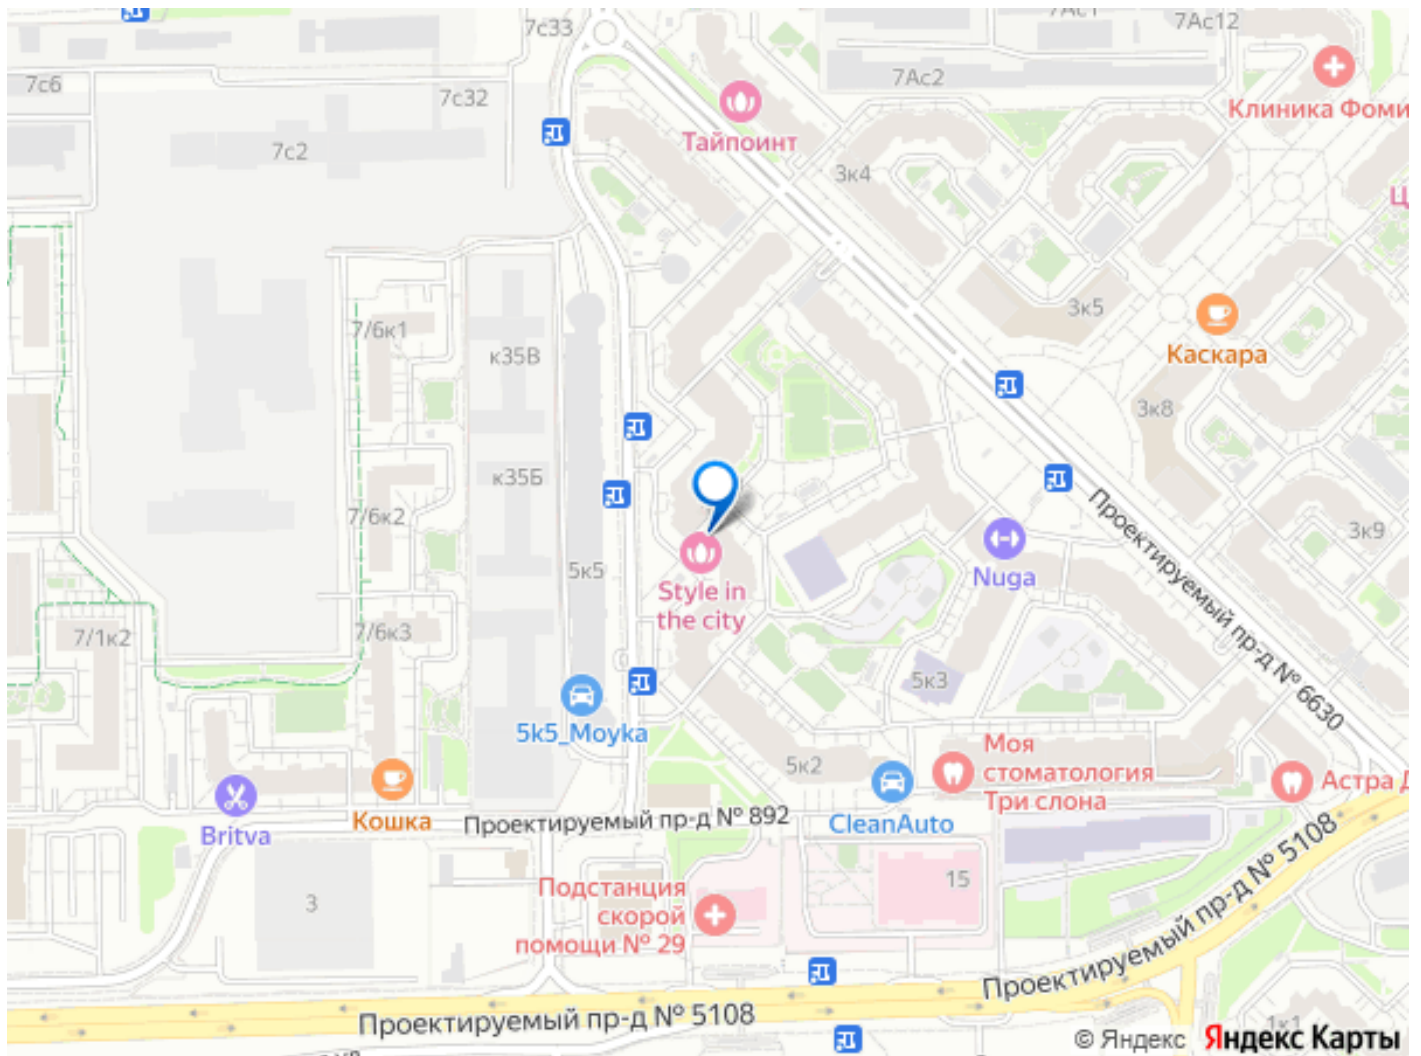 7с33
7Ас1
7Ас12
7с6
7с32
7Ас2
Клиника Фоми
Тайпоинт
7с2
3к4
Ц
7/6к1
к35В
3к5
Каскара
3к8
к35Б
7/6к2
3к9
5к5
Nuga
Style in
the city
7/1к2
7/6к3
5к3
Проектируемый пр-д № 6630
5k5_Moyka
5к2
Моя
стоматология
Три слона
Астра Д
Britva
Кошка
Проектируемый пр-д № 892
CleanAuto
Проектируемый пр-д № 5108
15
3
Подстанция
скорой
помощи № 29
Проектируемый пр-д № 5108
1к1
© Яндекс Яндекс Карты